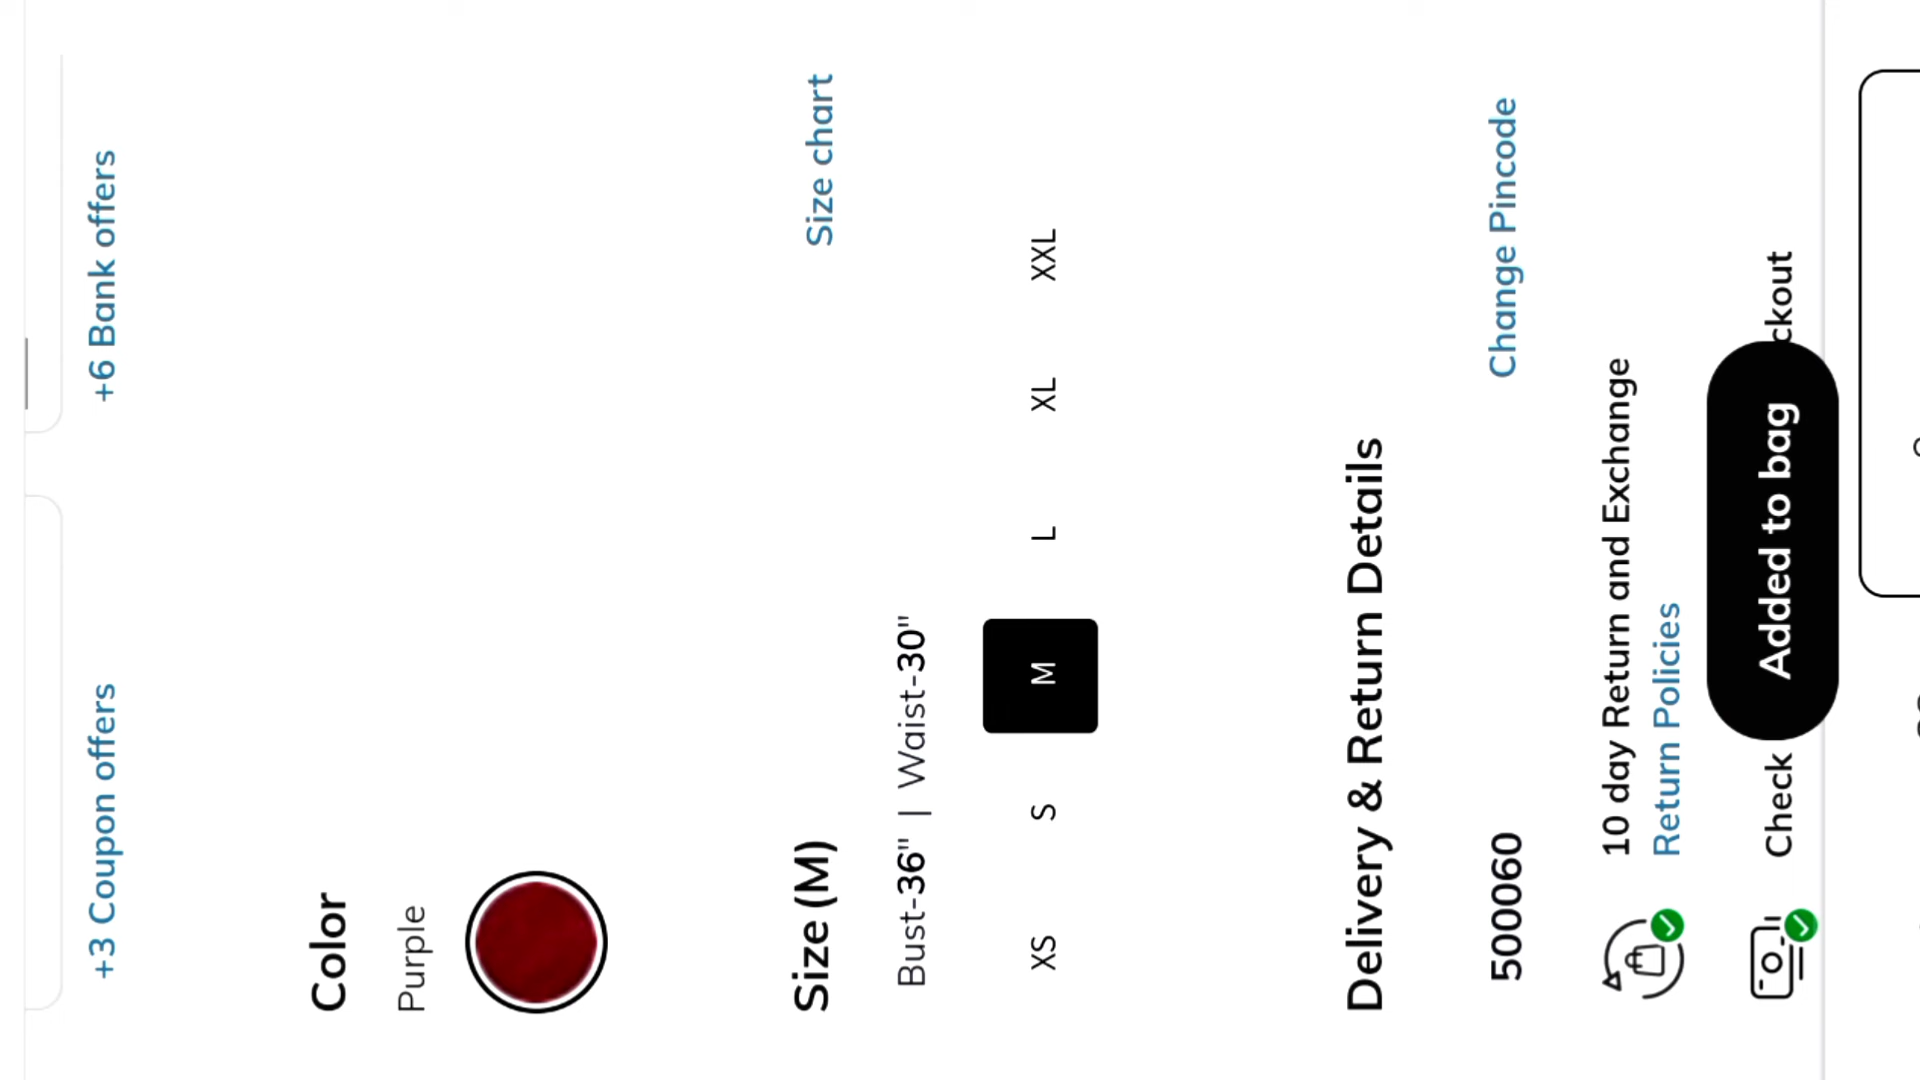 +3 Coupon offers +6 Bank offers
Color
Purple
Size (M) Size chart
Bust-36" | Waist-30"
XS S M L XL XXL
Delivery & Return Details
500060 Change Pincode
10 day Return and Exchange
Return Policies
Check ckout
Added to bag